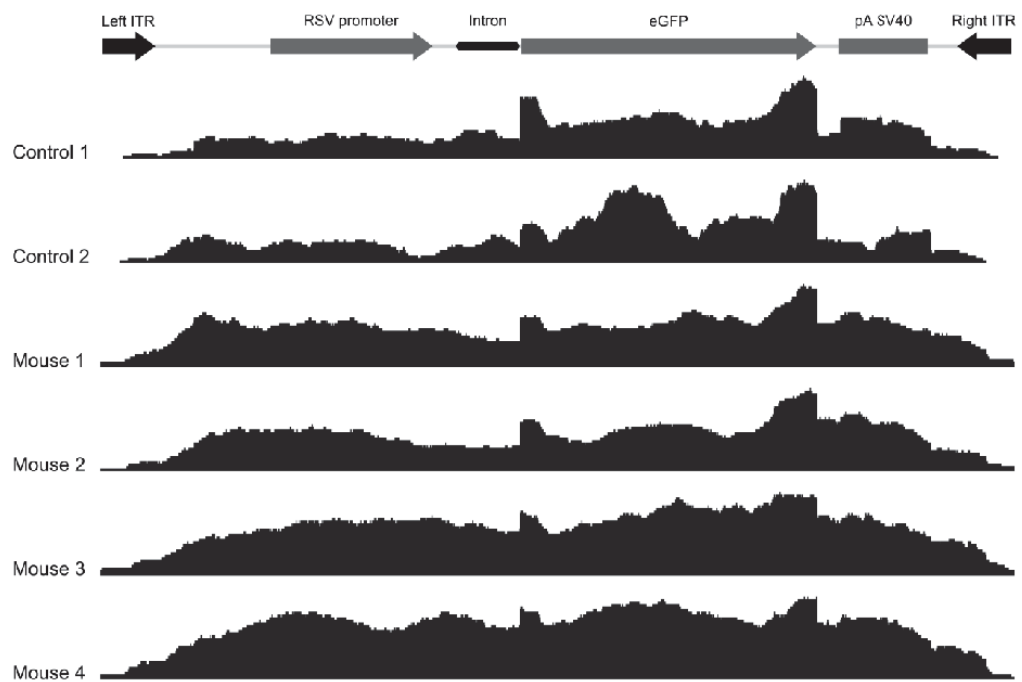 Left ITR RSV promoter Intron eGFP pA SV40 Right ITR
Control 1
Control 2
Mouse 1
Mouse 2
Mouse 3
Mouse 4